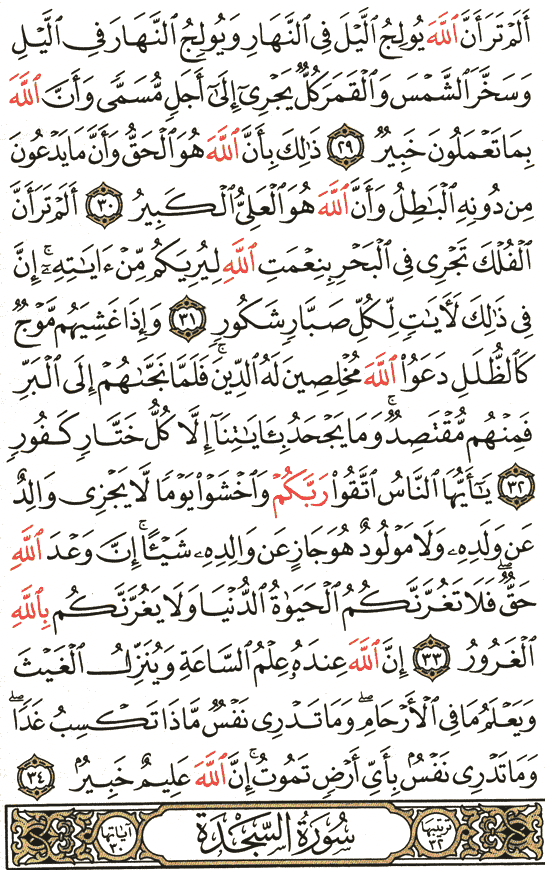 أَلَمۡ تَرَ أَنَّ ٱللَّهَ يُولِجُ ٱلَّيۡلَ فِي ٱلنَّهَارِ وَيُولِجُ ٱلنَّهَارَ فِي ٱلَّيۡلِ
وَسَخَّرَ ٱلشَّمۡسَ وَٱلۡقَمَرَ كُلّٞ يَجۡرِيٓ إِلَىٰٓ أَجَلٖ مُّسَمّٗى وَأَنَّ ٱللَّهَ
بِمَا تَعۡمَلُونَ خَبِيرٞ ٢٩ ذَٰلِكَ بِأَنَّ ٱللَّهَ هُوَ ٱلۡحَقُّ وَأَنَّ مَا يَدۡعُونَ
مِن دُونِهِ ٱلۡبَٰطِلُ وَأَنَّ ٱللَّهَ هُوَ ٱلۡعَلِيُّ ٱلۡكَبِيرُ ٣٠ أَلَمۡ تَرَ أَنَّ
ٱلۡفُلۡكَ تَجۡرِي فِي ٱلۡبَحۡرِ بِنِعۡمَتِ ٱللَّهِ لِيُرِيَكُم مِّنۡ ءَايَٰتِهِۦٓۚ إِنَّ
فِي ذَٰلِكَ لَأٓيَٰتٖ لِّكُلِّ صَبَّارٖ شَكُورٖ ٣١ وَإِذَا غَشِيَهُم مَّوۡجٞ
كَٱلظُّلَلِ دَعَوُاْ ٱللَّهَ مُخۡلِصِينَ لَهُ ٱلدِّينَ فَلَمَّا نَجَّىٰهُمۡ إِلَى ٱلۡبَرِّ
فَمِنۡهُم مُّقۡتَصِدٞۚ وَمَا يَجۡحَدُ بِـَٔايَٰتِنَآ إِلَّا كُلُّ خَتَّارٖ كَفُورٖ
٣٢ يَٰٓأَيُّهَا ٱلنَّاسُ ٱتَّقُواْ رَبَّكُمۡ وَٱخۡشَوۡاْ يَوۡمٗا لَّا يَجۡزِي وَالِدٌ
عَن وَلَدِهِۦ وَلَا مَوۡلُودٌ هُوَ جَازٍ عَن وَالِدِهِۦ شَيۡـًٔاۚ إِنَّ وَعۡدَ ٱللَّهِ
حَقّٞۖ فَلَا تَغُرَّنَّكُمُ ٱلۡحَيَوٰةُ ٱلدُّنۡيَا وَلَا يَغُرَّنَّكُم بِٱللَّهِ
ٱلۡغَرُورُ ٣٣ إِنَّ ٱللَّهَ عِندَهُۥ عِلۡمُ ٱلسَّاعَةِ وَيُنَزِّلُ ٱلۡغَيۡثَ
وَيَعۡلَمُ مَا فِي ٱلۡأَرۡحَامِۖ وَمَا تَدۡرِي نَفۡسٞ مَّاذَا تَكۡسِبُ غَدٗاۖ
وَمَا تَدۡرِي نَفۡسُۢ بِأَيِّ أَرۡضٖ تَمُوتُۚ إِنَّ ٱللَّهَ عَلِيمٌ خَبِيرُۢ ٣٤
ترتيبها ٣٢ سُورَةُ السَّجۡدَةِ آياتها ٣٠